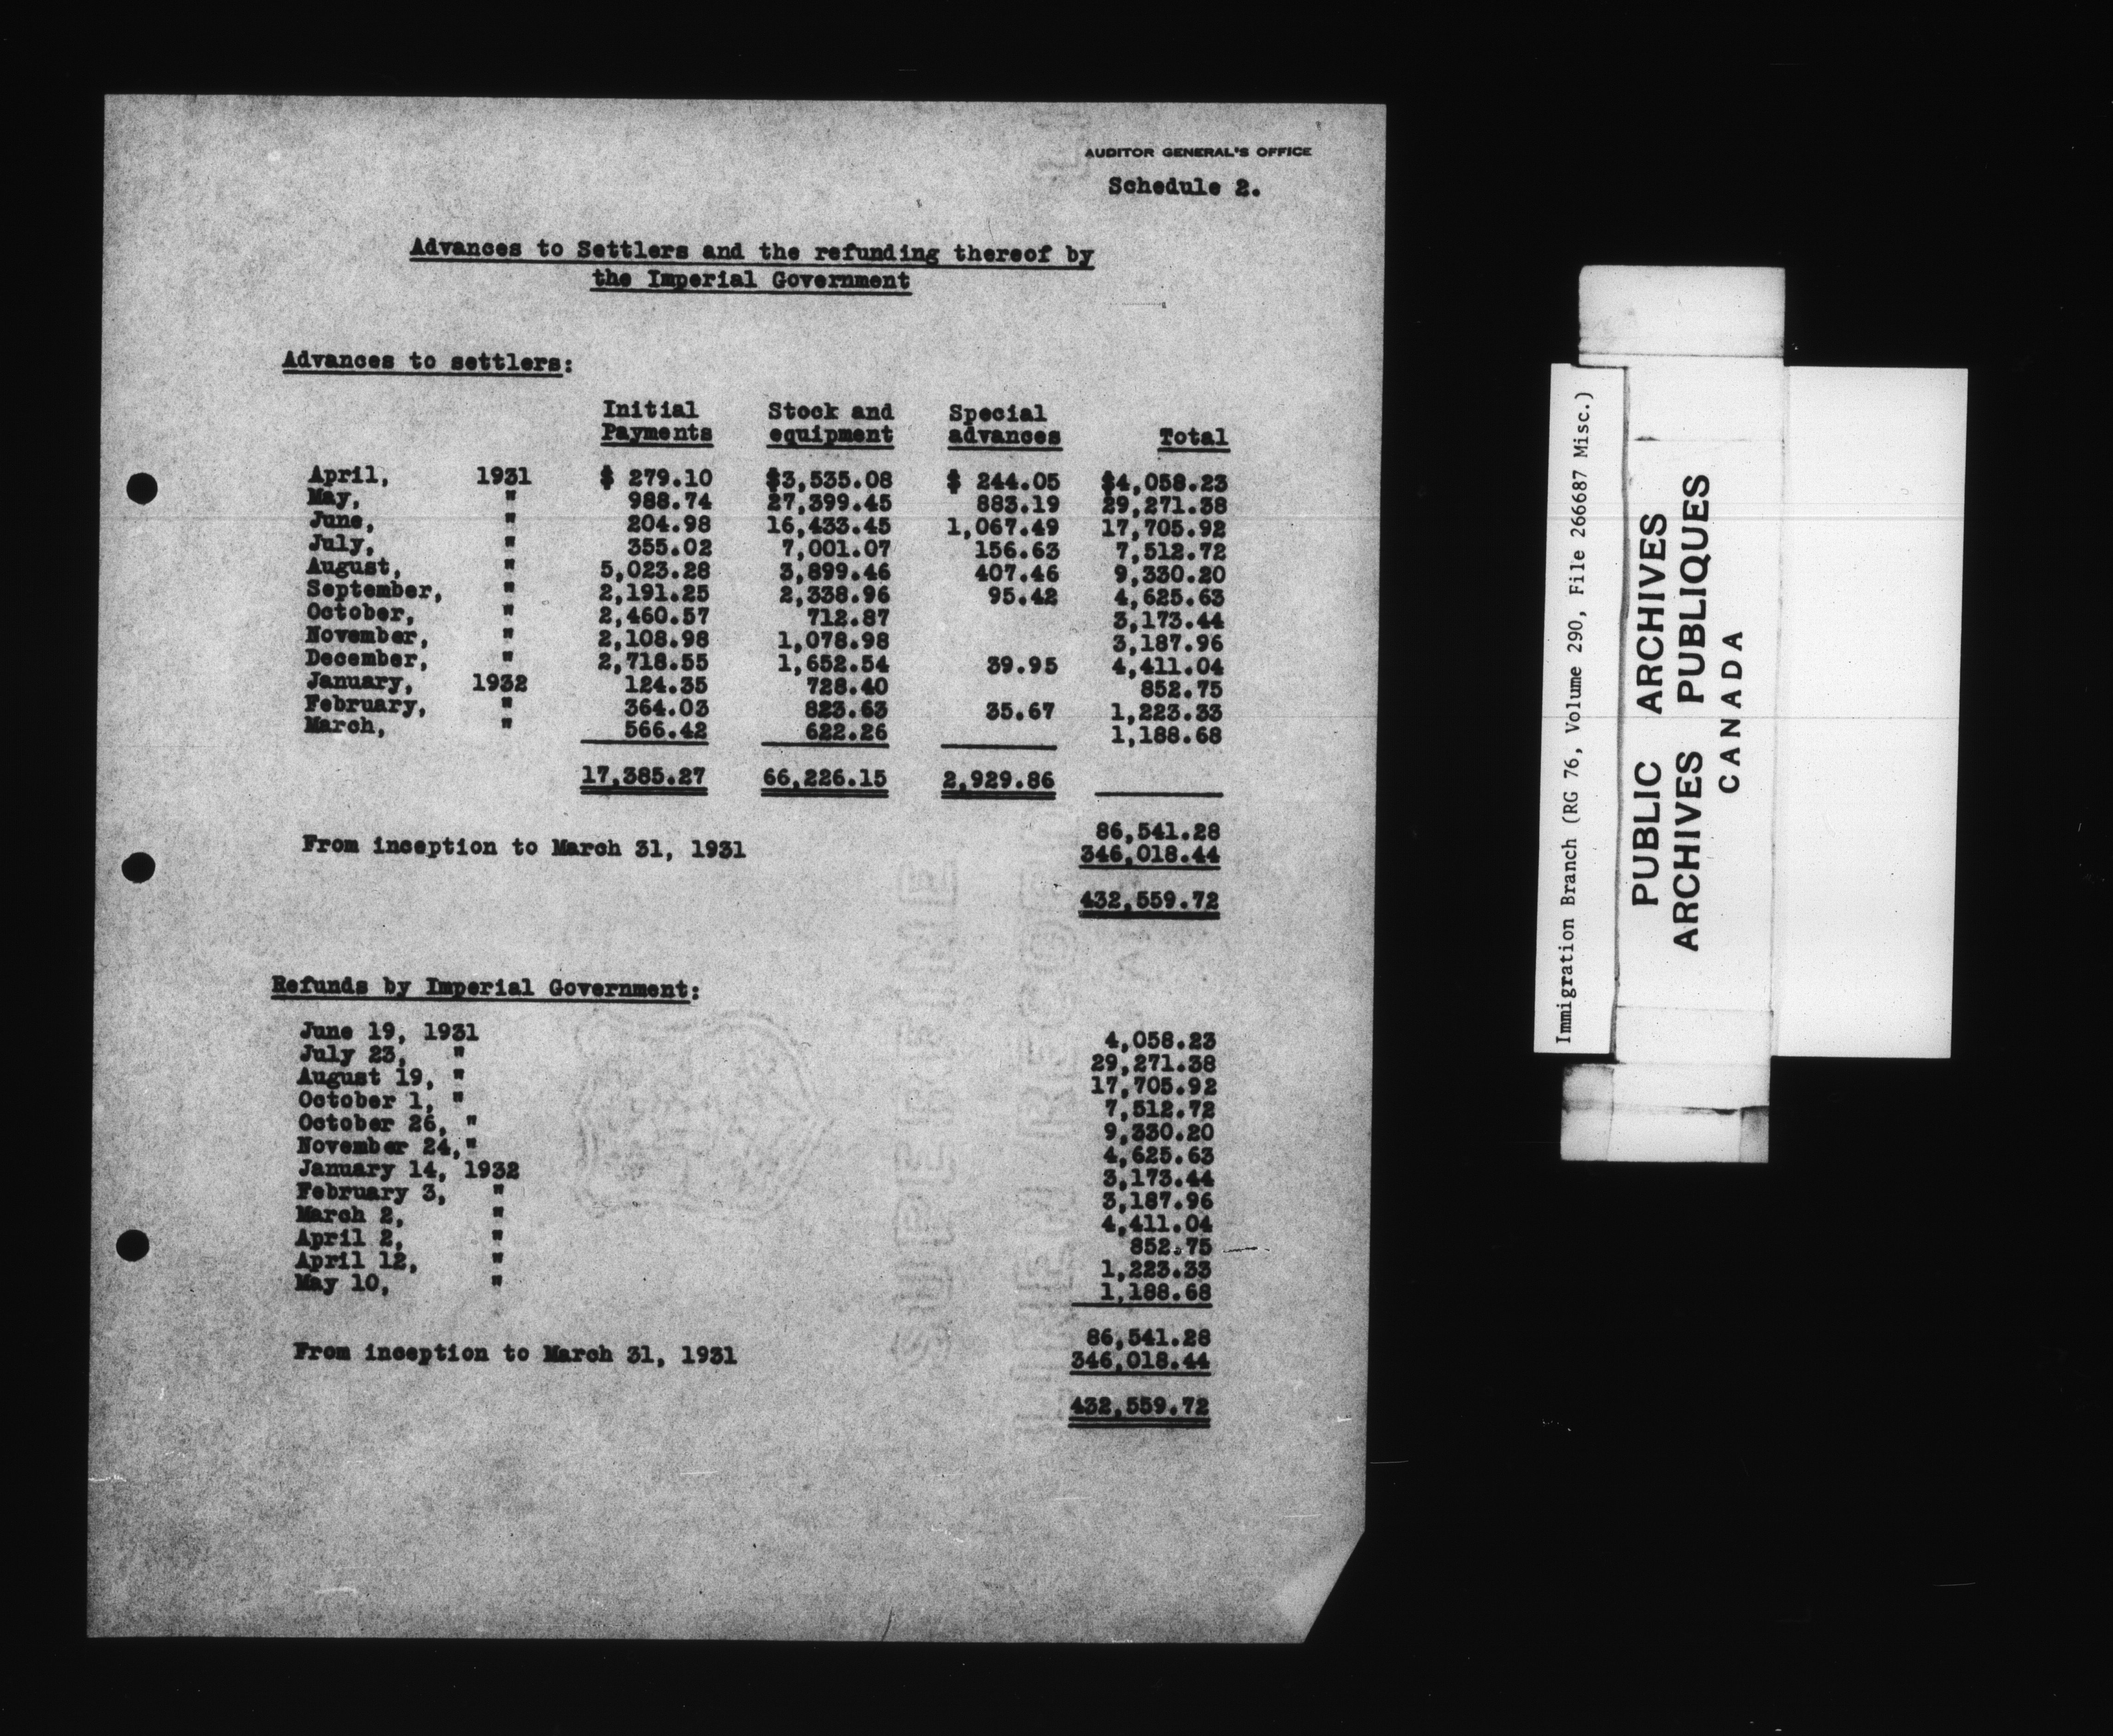 AUDITOR GENERAL'S OFFICE
Schedule 2.
Advances to Settlers and the refunding thereof by
the Imperial Government
Advances to settlers:
Initial Stock and Special
Payments equipment advances Total
April, 1931 $ 279.10 $3,535.08 $ 244.05 $4,058.23
May, " 988.74 27,399.45 883.19 29,271.38
June, " 204.98 16,433.45 1,067.49 17,705.92
July, " 355.02 7,001.07 156.63 7,512.72
August, " 5,023.28 3,899.46 407.46 9,330.20
September, " 2,191.25 2,338.96 95.42 4,625.63
October, " 2,460.57 712.87 3,173.44
November, " 2,108.98 1,078.98 3,187.96
December, " 2,718.55 1,652.54 39.95 4,411.04
January, 1932 124.35 728.40 852.75
February, " 364.03 823.63 35.67 1,223.33
March, " 566.42 622.26 1,188.68
17,385.27 66,226.15 2,929.86
86,541.28
From inception to March 31, 1931 346,018.44
432,559.72
Refunds by Imperial Government:
June 19, 1931 4,058.23
July 23, " 29,271.38
August 19, " 17,705.92
October 1, " 7,512.72
October 26, " 9,330.20
November 24, " 4,625.63
January 14, 1932 3,173.44
February 3, " 3,187.96
March 2, " 4,411.04
April 2, " 852.75
April 12, " 1,223.33
May 10, " 1,188.68
86,541.28
From inception to March 31, 1931 346,018.44
432,559.72
Immigration Branch (RG 76, Volume 290, File 266687 Misc.)
PUBLIC ARCHIVES
ARCHIVES PUBLIQUES
CANADA